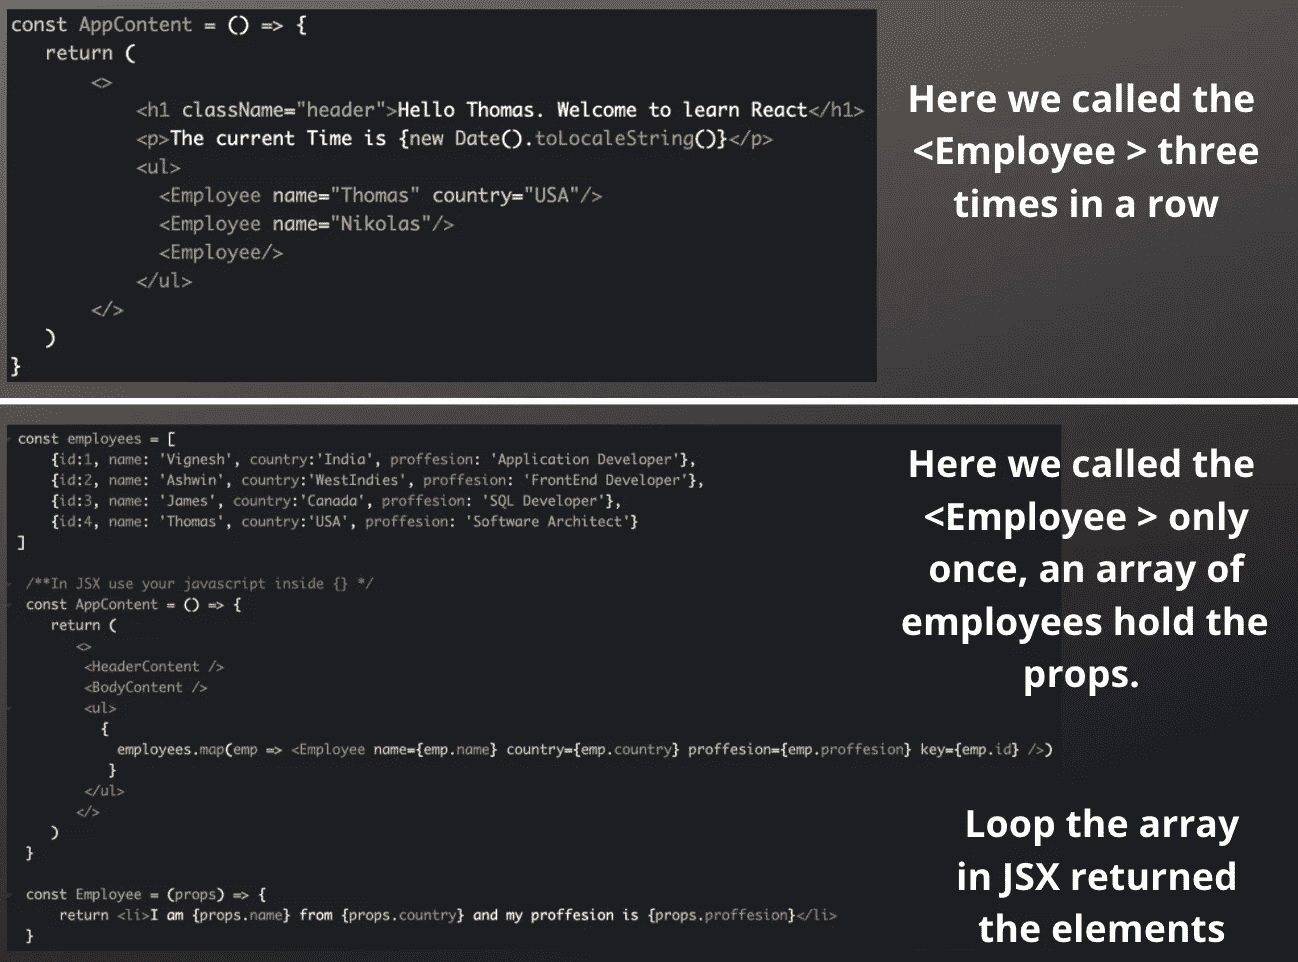 const AppContent = () => {
return (
<>
<h1 className="header">Hello Thomas. Welcome to learn React</h1>
<p>The current Time is {new Date().toLocaleString()}</p>
<ul>
<Employee name="Thomas" country="USA"/>
<Employee name="Nikolas"/>
<Employee/>
</ul>
</>
)
}
Here we called the
<Employee > three
times in a row
const employees = [
{id:1, name: 'Vignesh', country:'India', proffesion: 'Application Developer'},
{id:2, name: 'Ashwin', country:'WestIndies', proffesion: 'FrontEnd Developer'},
{id:3, name: 'James', country:'Canada', proffesion: 'SQL Developer'},
{id:4, name: 'Thomas', country:'USA', proffesion: 'Software Architect'}
]
/**In JSX use your javascript inside {} */
const AppContent = () => {
return (
<>
<HeaderContent />
<BodyContent />
<ul>
{
employees.map(emp => <Employee name={emp.name} country={emp.country} proffesion={emp.proffesion} key={emp.id} />)
}
</ul>
</>
)
}
const Employee = (props) => {
return <li>I am {props.name} from {props.country} and my proffesion is {props.proffesion}</li>
}
Here we called the
<Employee > only
once, an array of
employees hold the
props.
Loop the array
in JSX returned
the elements